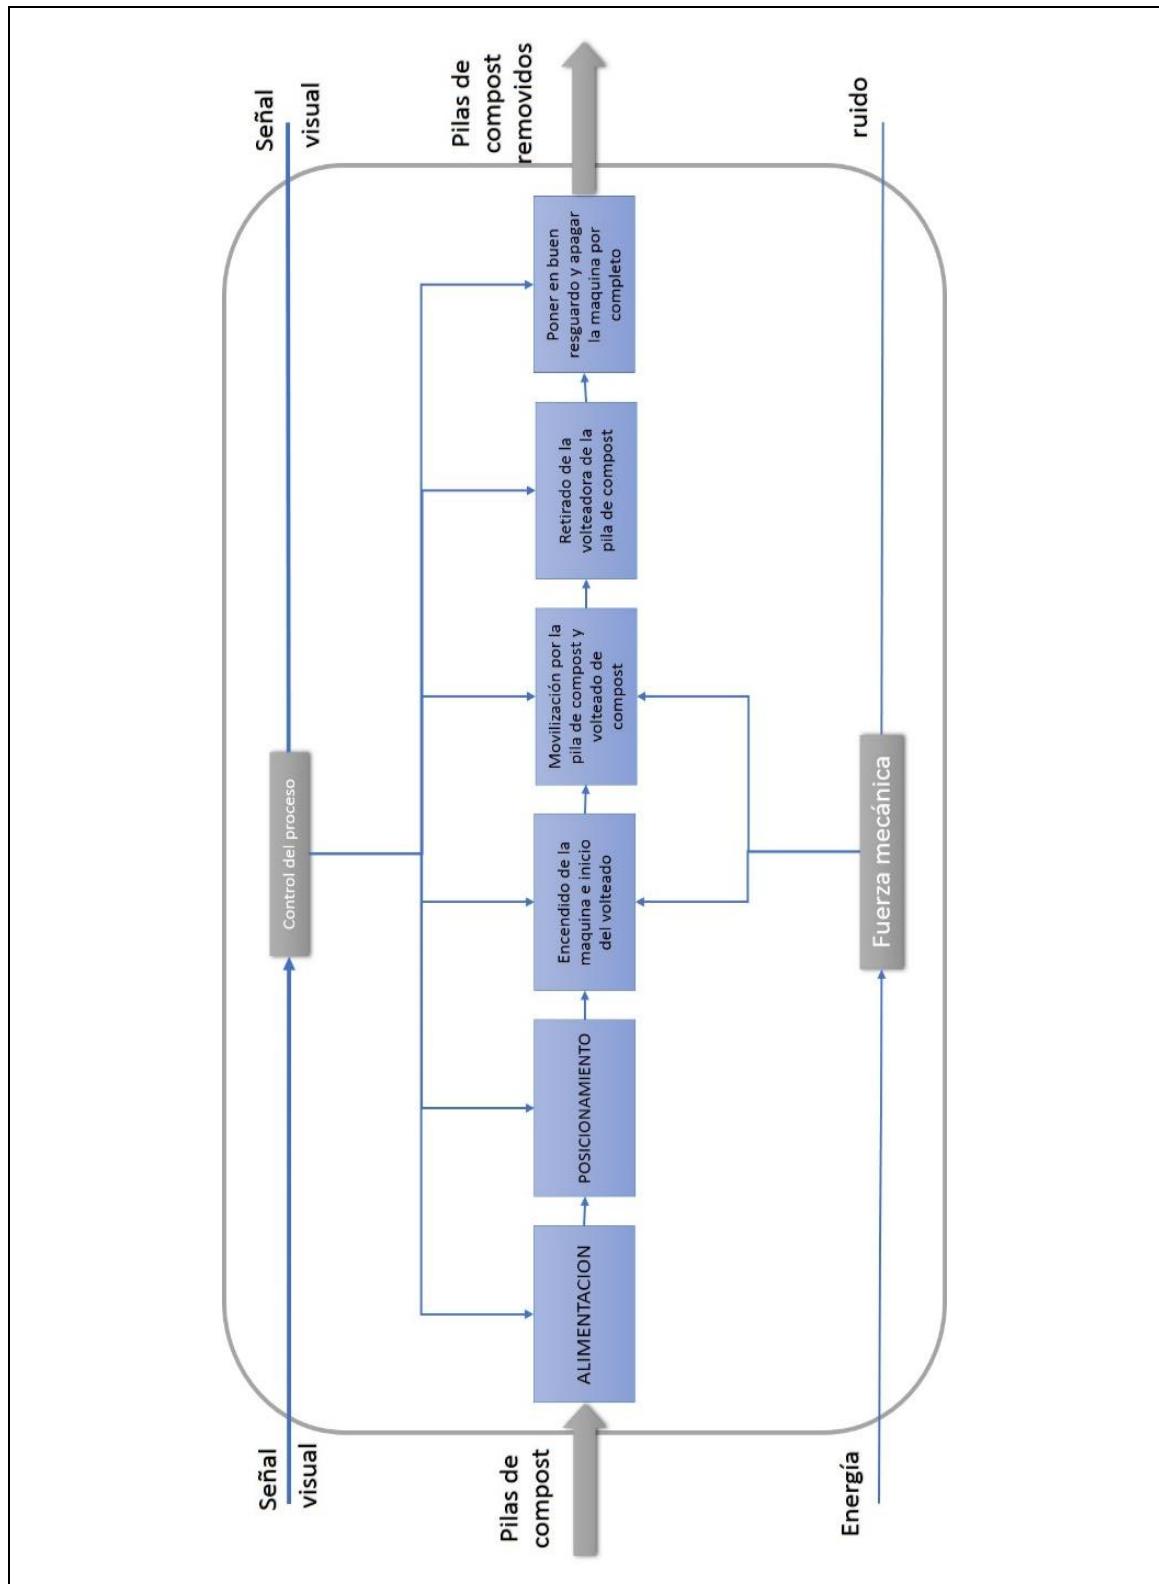 Señal
visual
Señal
visual
Control del proceso
Pilas de
compost
ALIMENTACION
POSICIONAMIENTO
Encendido de la
maquina e inicio
del volteado
Movilización por la
pila de compost y
volteado de
compost
Retirado de la
volteadora de la
pila de compost
Poner en buen
resguardo y apagar
la maquina por
completo
Pilas de
compost
removidos
Energía
Fuerza mecánica
ruido